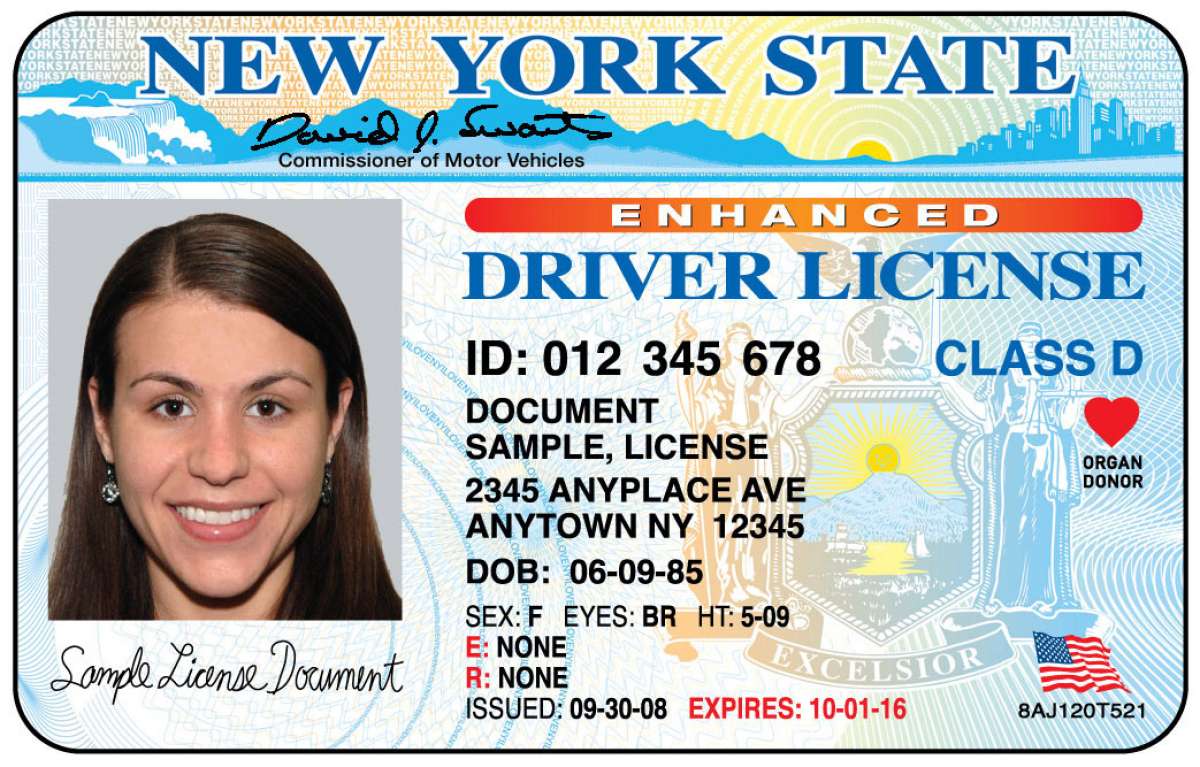 NEW YORK STATE
David J. Swarts
Commissioner of Motor Vehicles
ENHANCED
DRIVER LICENSE
ID: 012 345 678 CLASS D
DOCUMENT
SAMPLE, LICENSE
2345 ANYPLACE AVE
ANYTOWN NY 12345
ORGAN
DONOR
DOB: 06-09-85
SEX: F EYES: BR HT: 5-09
E: NONE
R: NONE
ISSUED: 09-30-08 EXPIRES: 10-01-16
EXCELSIOR
8AJ120T521
Sample License Document